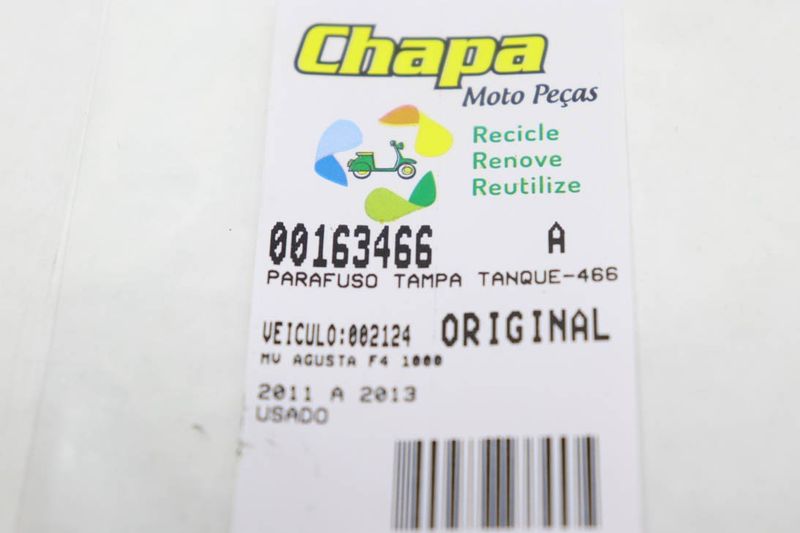 Chapa
Moto Peças
Recicle
Renove
Reutilize
00163466 A
PARAFUSO TAMPA TANQUE-466
VEICULO:002124 ORIGINAL
MV AGUSTA F4 1000
2011 A 2013
USADO